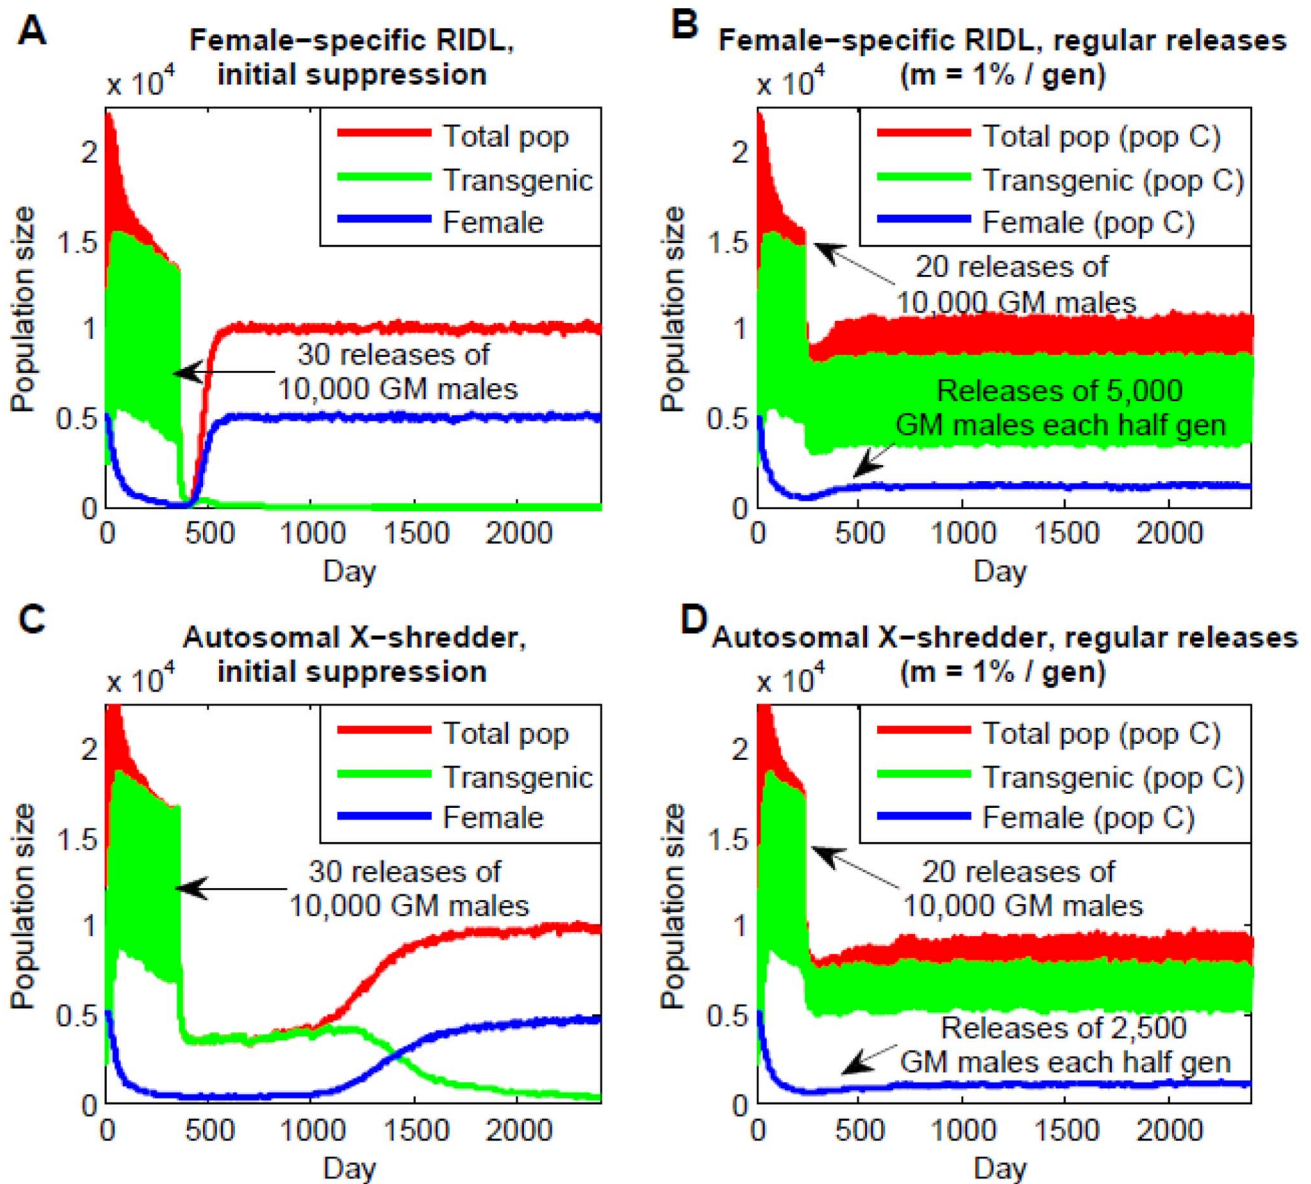 A
Female-specific RIDL,
initial suppression
x 10^4
2
1.5
1
0.5
0
Population size
Total pop
Transgenic
Female
30 releases of
10,000 GM males
0 500 1000 1500 2000
Day
B
Female-specific RIDL, regular releases
(m = 1% / gen)
x 10^4
2
1.5
1
0.5
0
Population size
Total pop (pop C)
Transgenic (pop C)
Female (pop C)
20 releases of
10,000 GM males
Releases of 5,000
GM males each half gen
0 500 1000 1500 2000
Day
C
Autosomal X-shredder,
initial suppression
x 10^4
2
1.5
1
0.5
0
Population size
Total pop
Transgenic
Female
30 releases of
10,000 GM males
0 500 1000 1500 2000
Day
D
Autosomal X-shredder, regular releases
(m = 1% / gen)
x 10^4
2
1.5
1
0.5
0
Population size
Total pop (pop C)
Transgenic (pop C)
Female (pop C)
20 releases of
10,000 GM males
Releases of 2,500
GM males each half gen
0 500 1000 1500 2000
Day